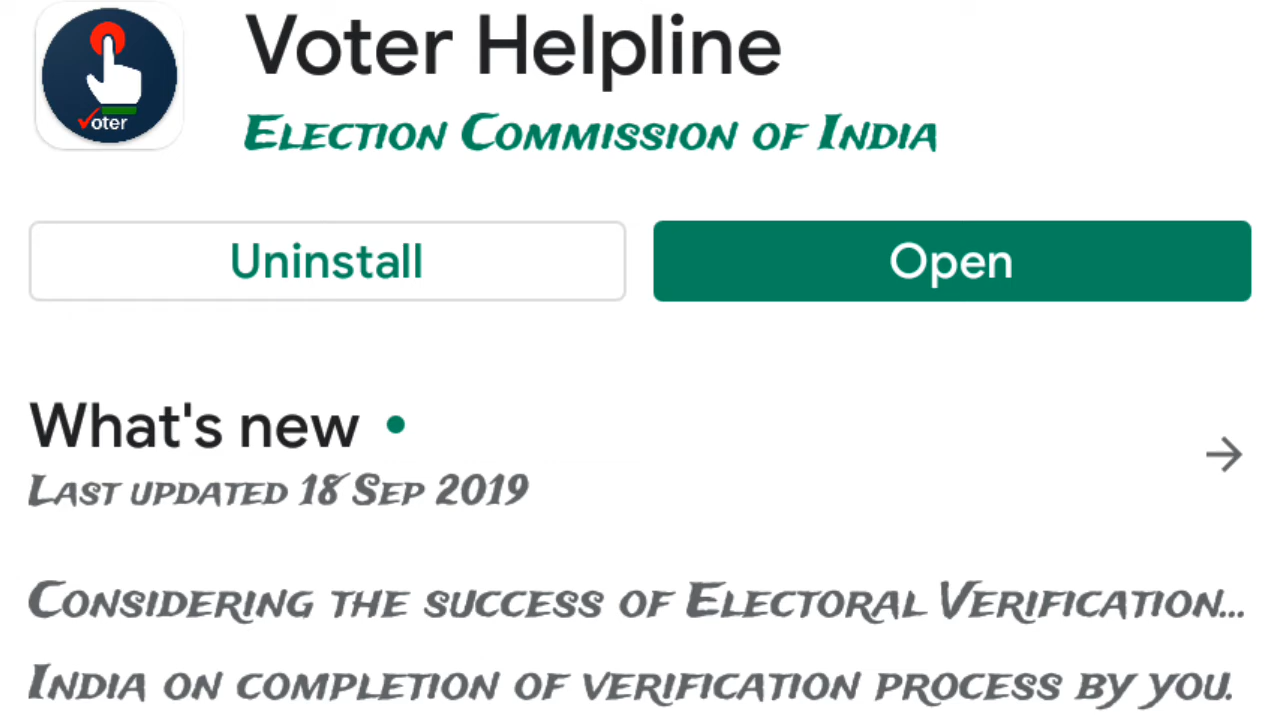 Voter Helpline
Voter
Election Commission of India
Uninstall
Open
What's new
Last updated 18 Sep 2019
Considering the success of Electoral Verification...
India on completion of verification process by you.